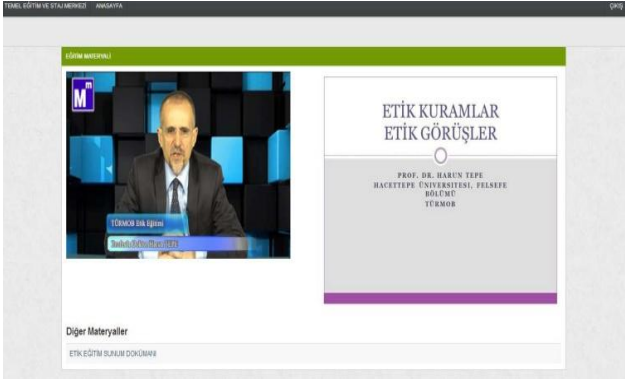 TEMEL EĞİTİM VE STAJ MERKEZİ ANASAYFA ÇIKIŞ
EĞİTİM MATERYALİ
Mm
TÜRMOB Etik Eğitimi
ETİK KURAMLAR
ETİK GÖRÜŞLER
PROF. DR. HARUN TEPE
HACETTEPE ÜNİVERSİTESİ, FELSEFE
BÖLÜMÜ
TÜRMOB
Diğer Materyaller
ETİK EĞİTİM SUNUM DOKÜMANI